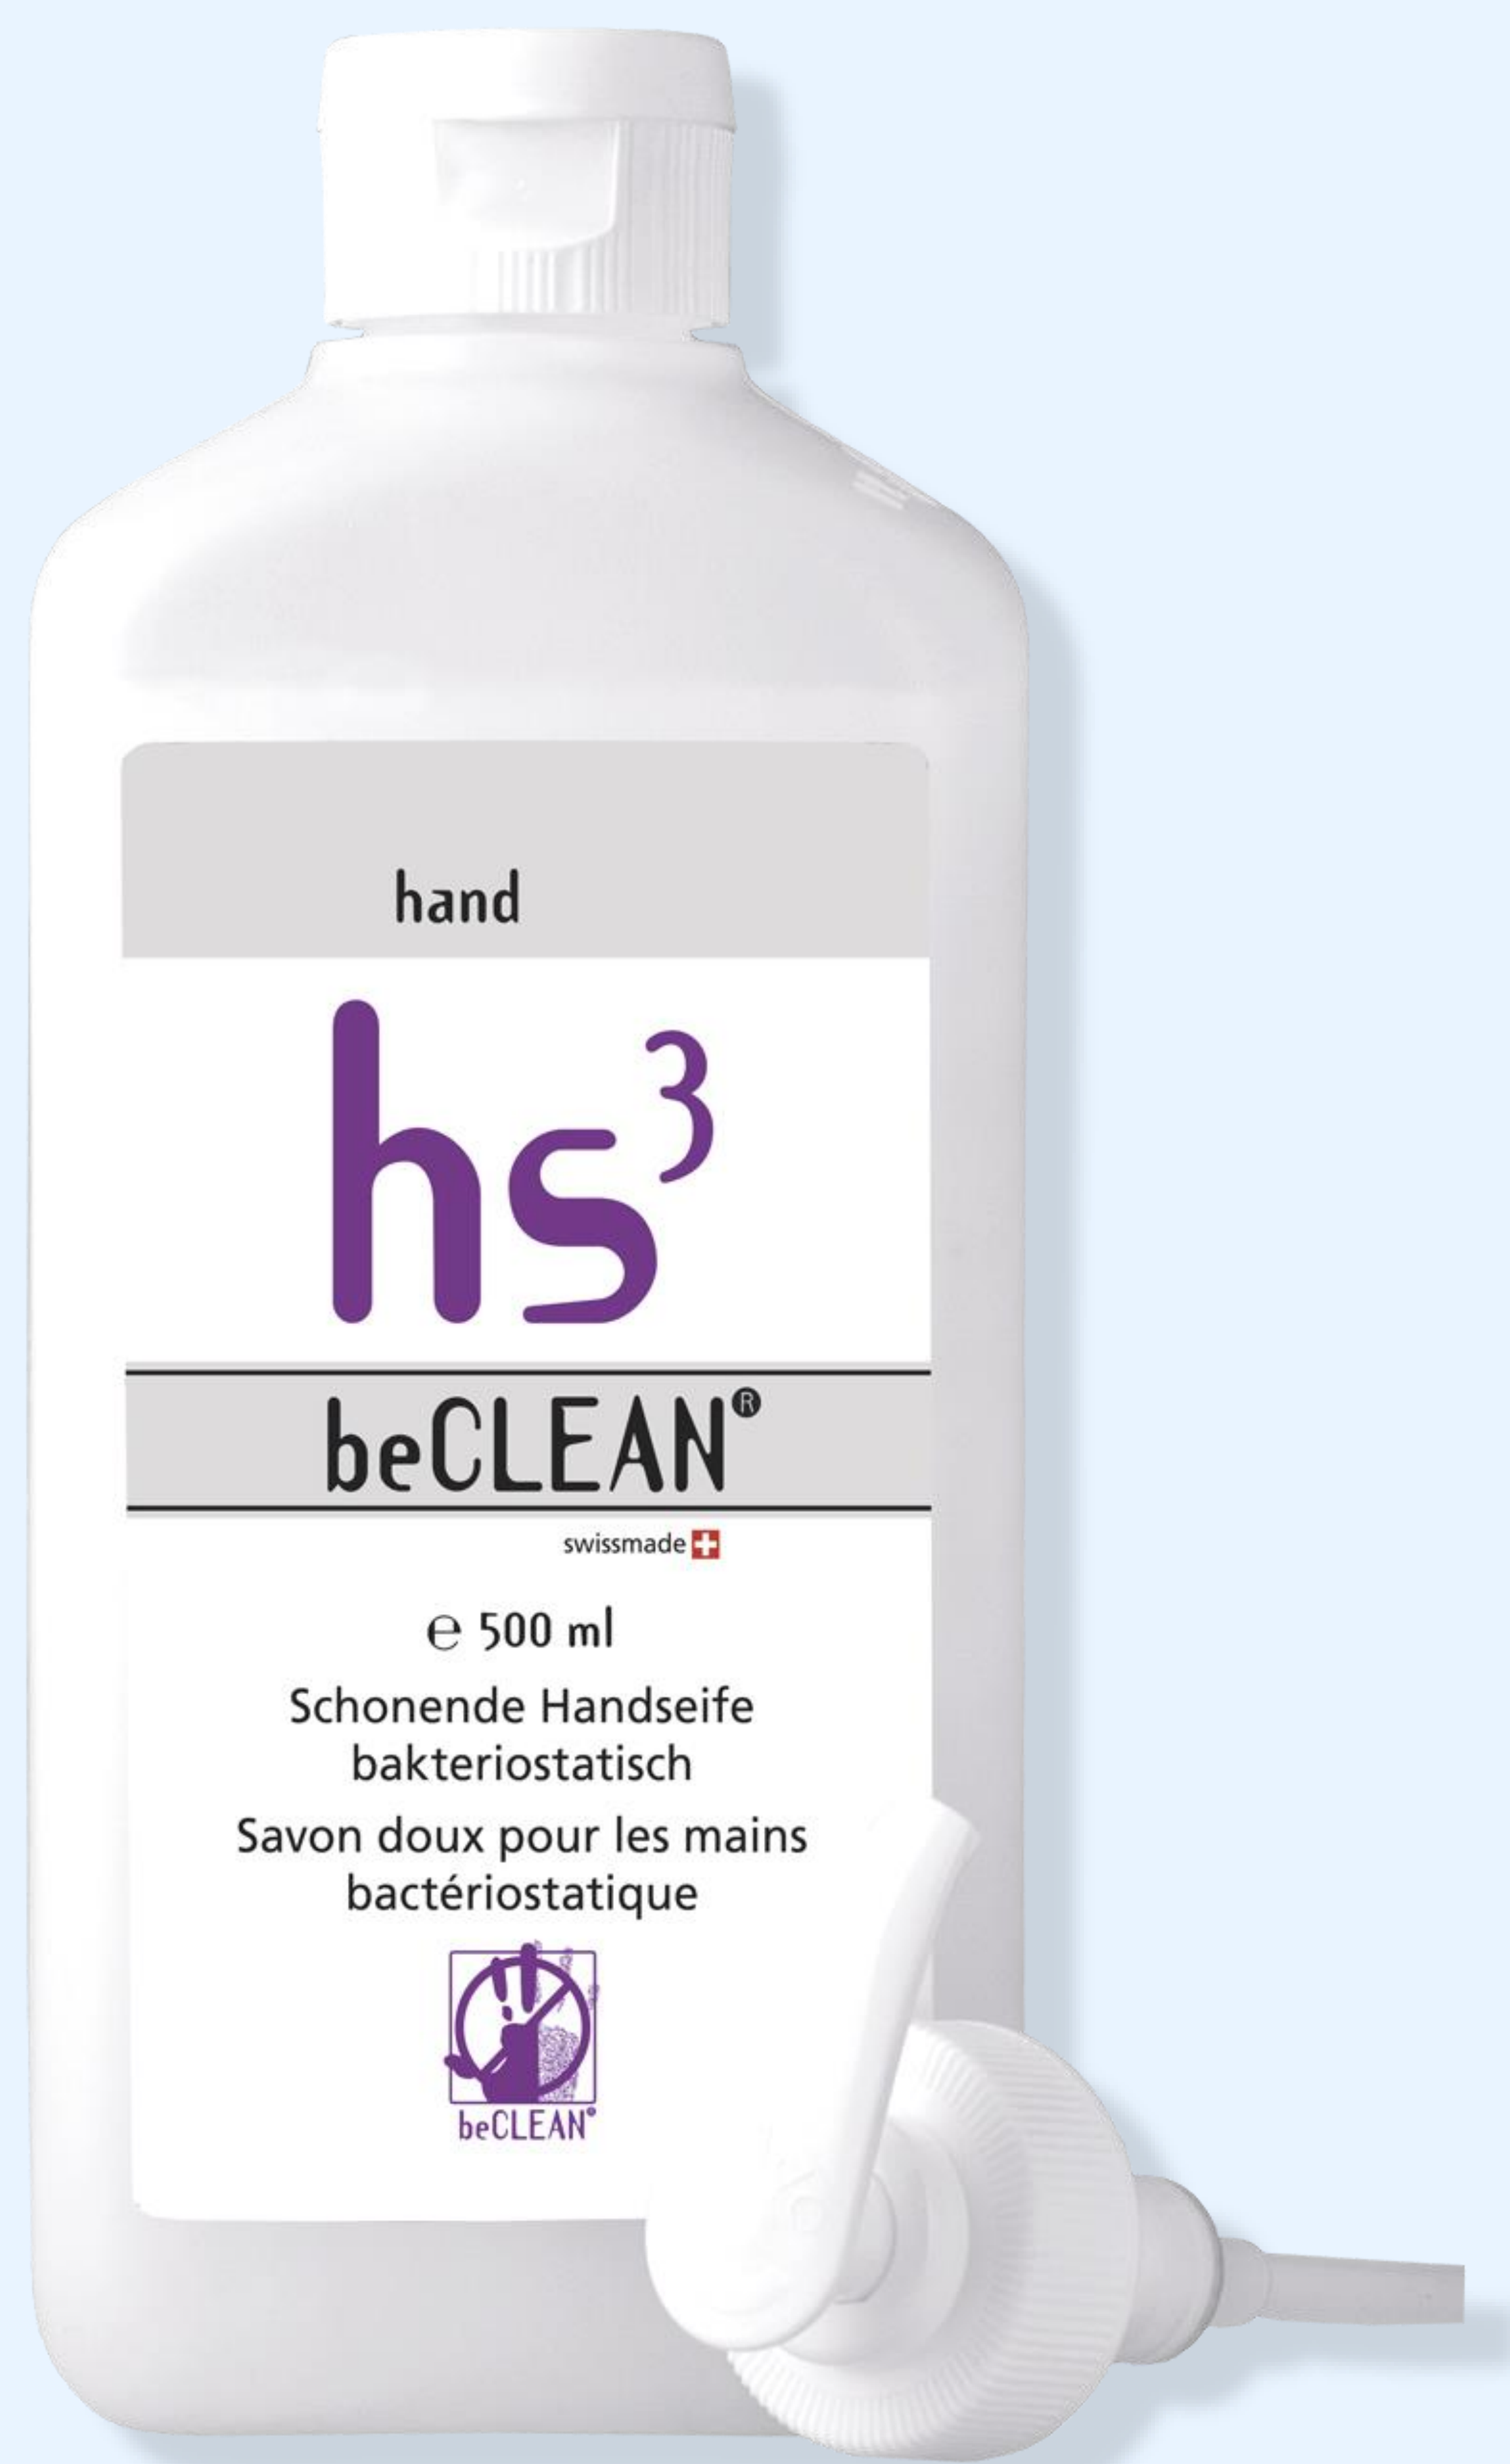 hand
hs³
beCLEAN®
swissmade
℮ 500 ml
Schonende Handseife
bakteriostatisch
Savon doux pour les mains
bactériostatique
beCLEAN®